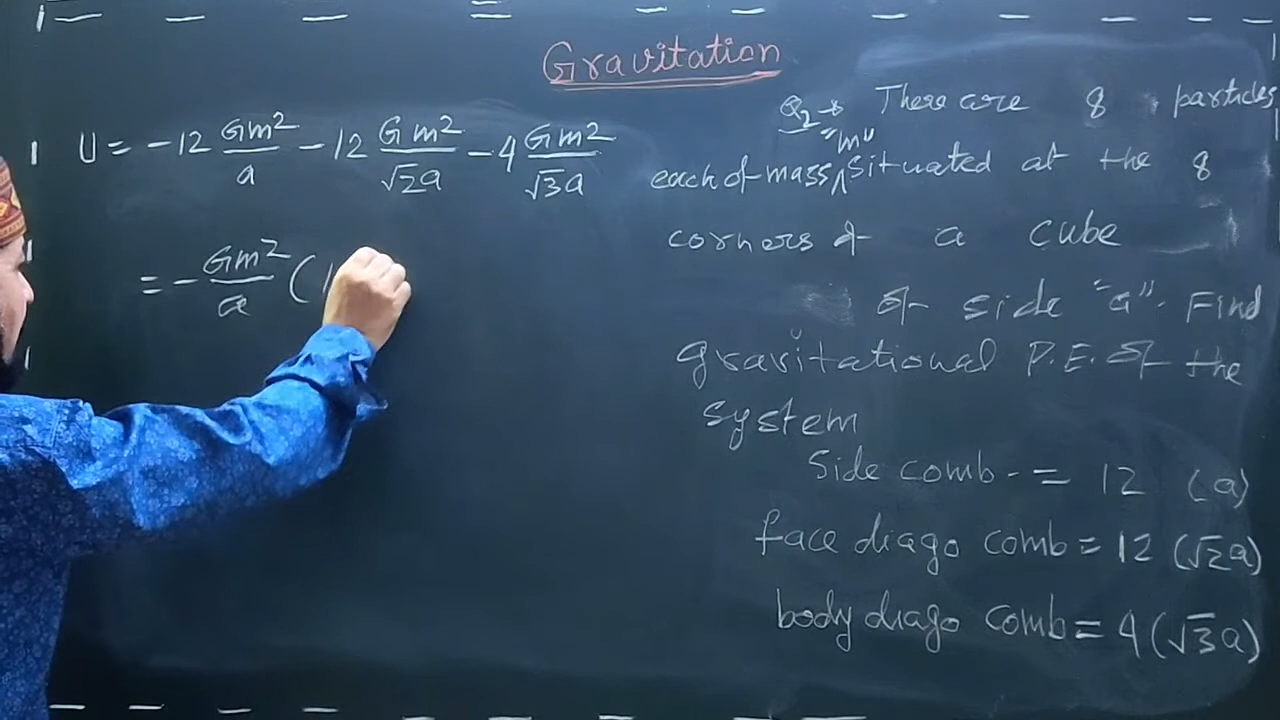 Gravitation
U = -12 Gm²/a - 12 Gm²/√2a - 4 Gm²/√3a
= - Gm²/a (1
Q2 → There are 8 particles
each of mass "m" situated at the 8
corners of a cube
of side "a". Find
gravitational P.E. of the
system
Side comb - = 12 (a)
face diago comb = 12 (√2a)
body diago comb = 4 (√3a)